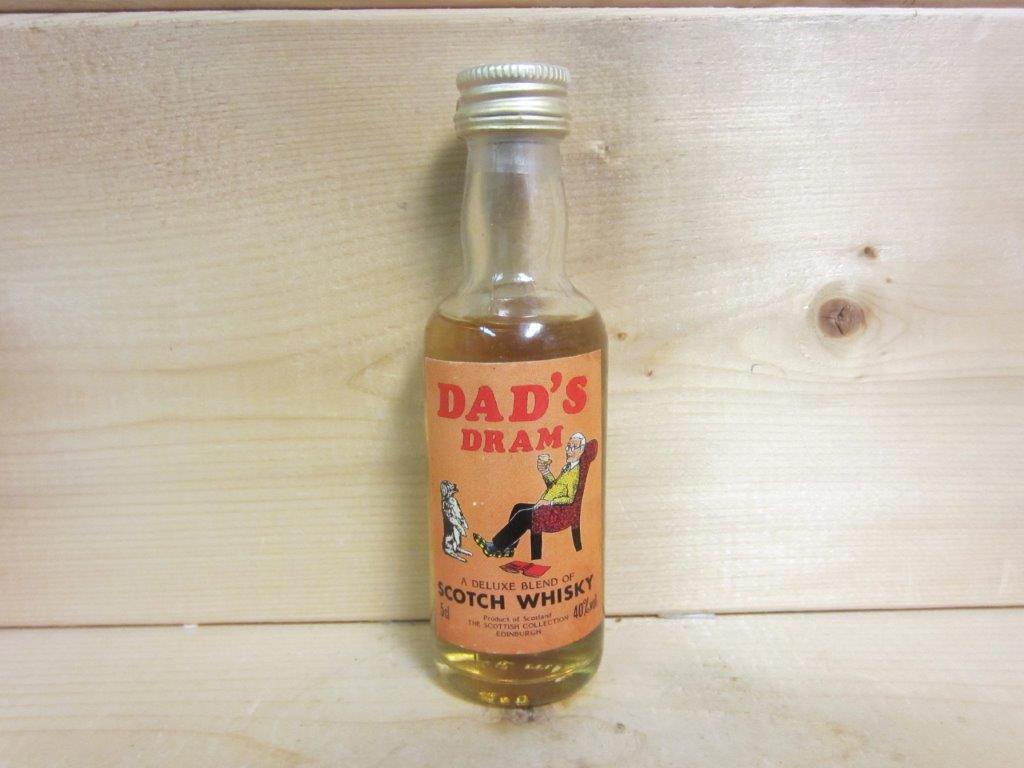 DAD'S
DRAM
A DELUXE BLEND OF
SCOTCH WHISKY
5cl Product of Scotland 40%vol
THE SCOTTISH COLLECTION
EDINBURGH